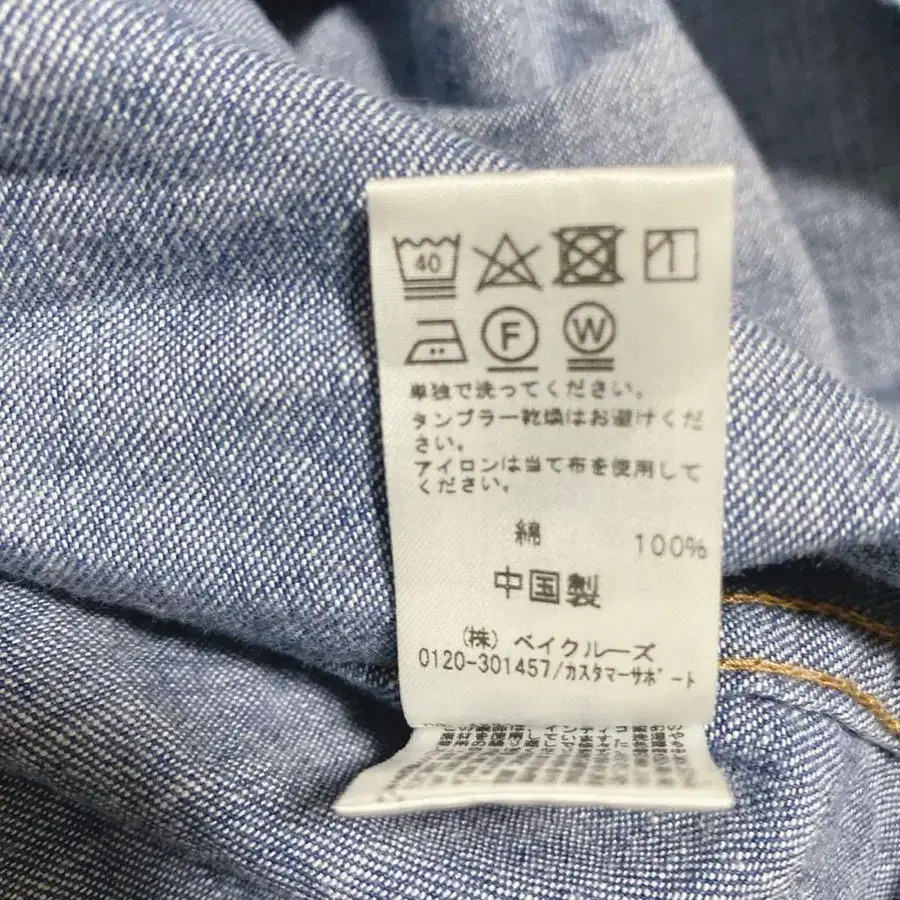 40
F W
単独で洗ってください。
タンブラー乾燥はお避けくだ
さい。
アイロンは当て布を使用して
ください。
綿 100%
中国製
(株) ベイクルーズ
0120-301457/カスタマーサポート